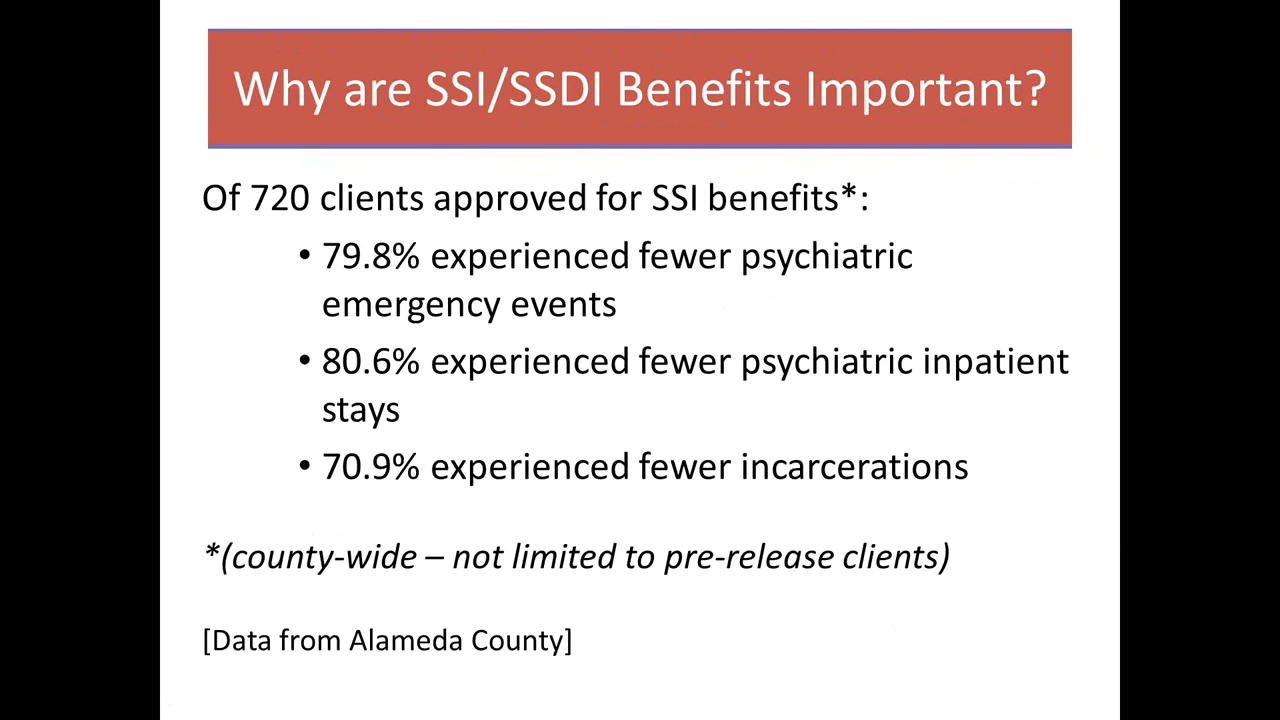 Why are SSI/SSDI Benefits Important?
Of 720 clients approved for SSI benefits*:
• 79.8% experienced fewer psychiatric
emergency events
• 80.6% experienced fewer psychiatric inpatient
stays
• 70.9% experienced fewer incarcerations
*(county-wide – not limited to pre-release clients)
[Data from Alameda County]